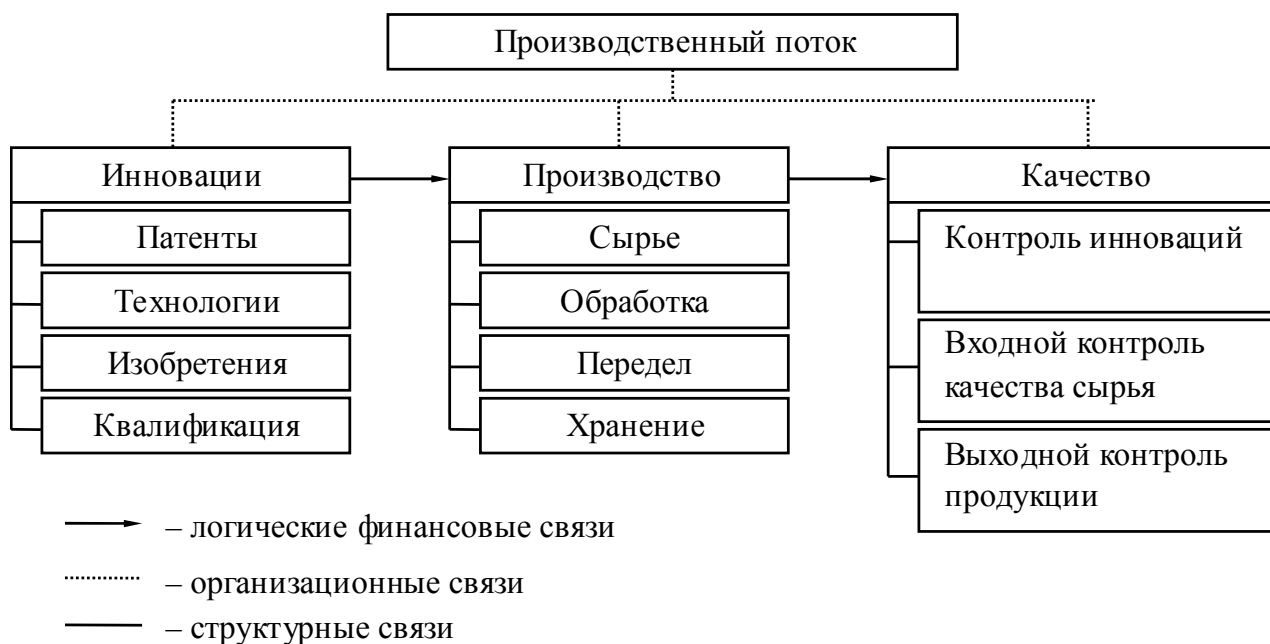 Производственный поток
Инновации
Производство
Качество
Патенты
Технологии
Изобретения
Квалификация
Сырье
Обработка
Передел
Хранение
Контроль инноваций
Входной контроль
качества сырья
Выходной контроль
продукции
– логические финансовые связи
– организационные связи
– структурные связи